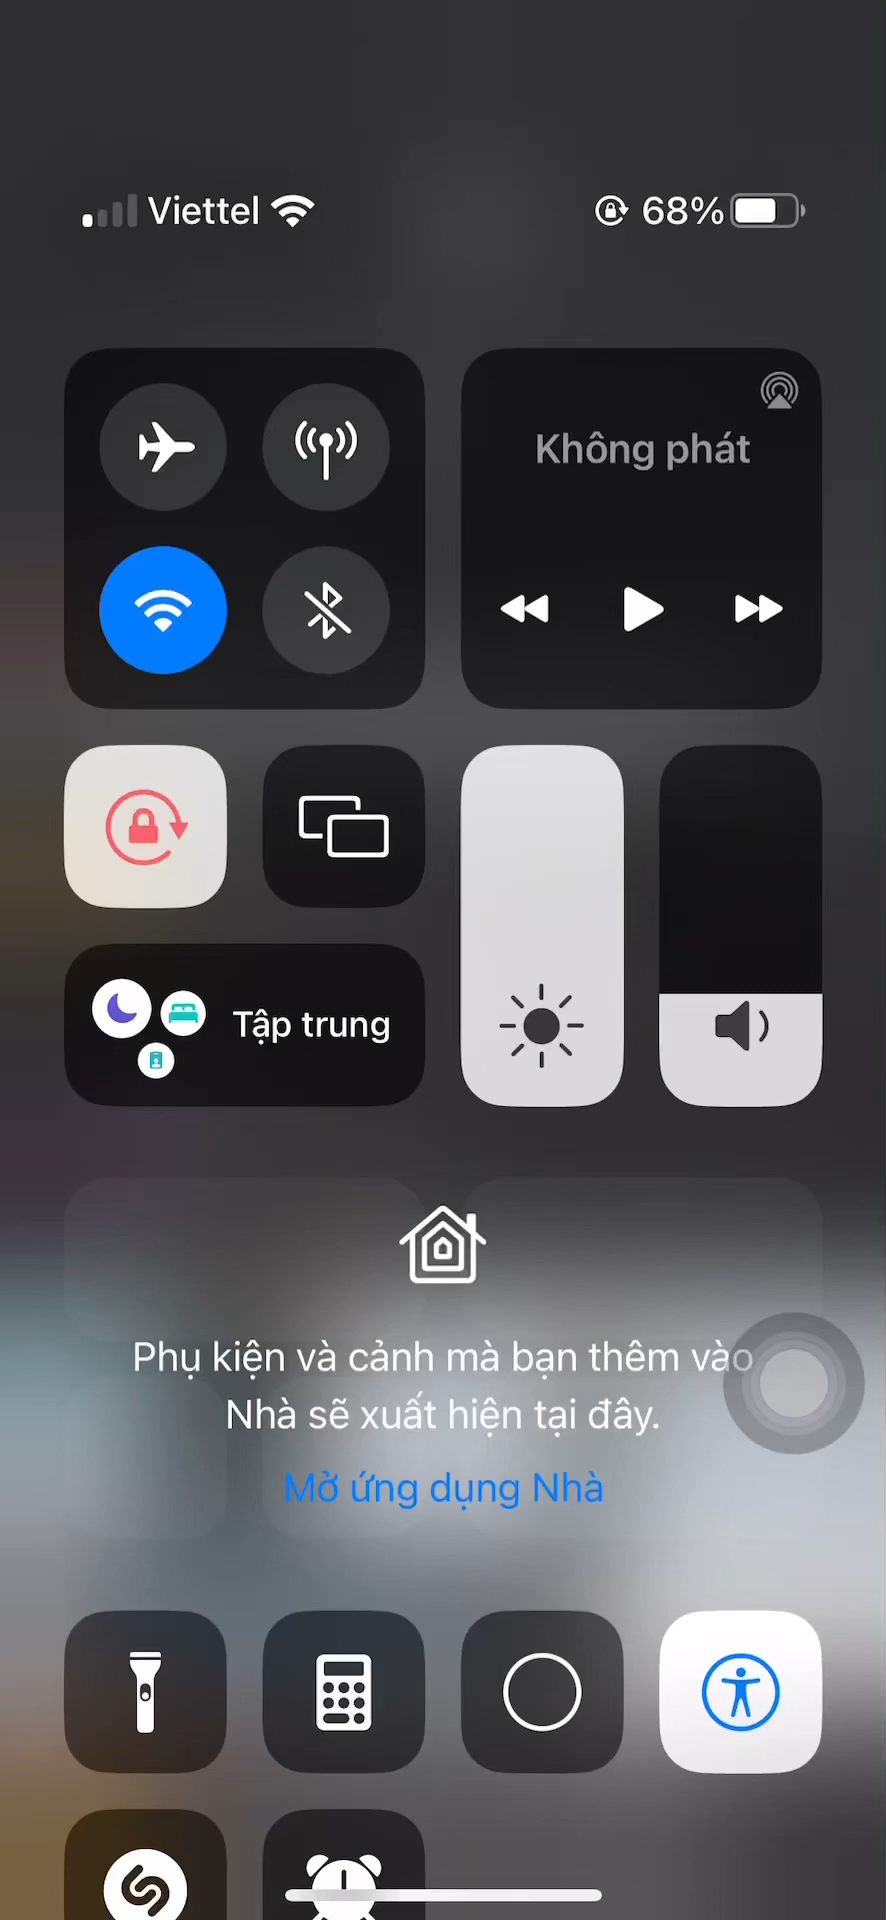 Viettel
68%
Không phát
Tập trung
Phụ kiện và cảnh mà bạn thêm vào
Nhà sẽ xuất hiện tại đây.
Mở ứng dụng Nhà